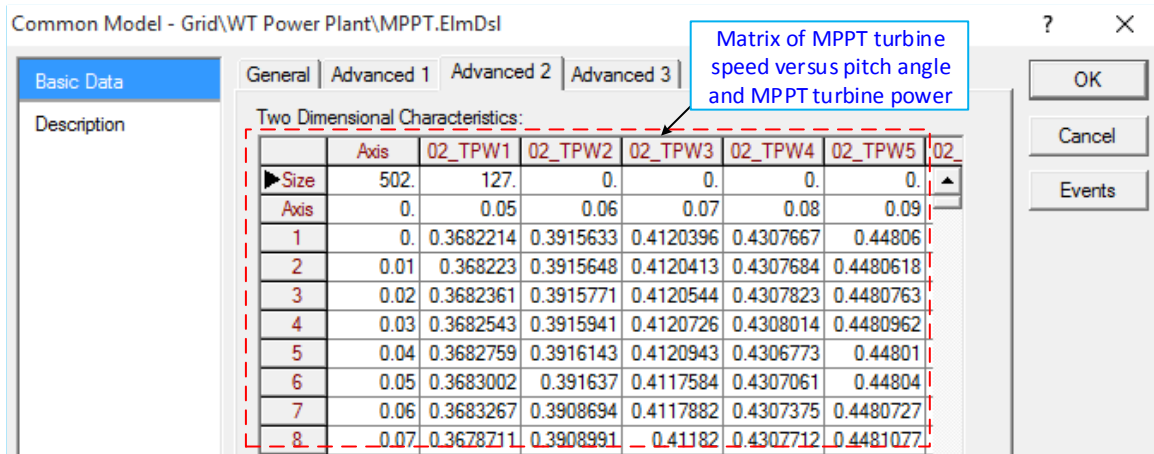 Common Model - Grid\WT Power Plant\MPPT.ElmDsl ? ×
Matrix of MPPT turbine
speed versus pitch angle
and MPPT turbine power
Basic Data
Description
General Advanced 1 Advanced 2 Advanced 3
OK
Cancel
Events
Two Dimensional Characteristics:
Axis 02_TPW1 02_TPW2 02_TPW3 02_TPW4 02_TPW5 02_
Size 502. 127. 0. 0. 0. 0.
Axis 0. 0.05 0.06 0.07 0.08 0.09
1 0. 0.3682214 0.3915633 0.4120396 0.4307667 0.44806
2 0.01 0.368223 0.3915648 0.4120413 0.4307684 0.4480618
3 0.02 0.3682361 0.3915771 0.4120544 0.4307823 0.4480763
4 0.03 0.3682543 0.3915941 0.4120726 0.4308014 0.4480962
5 0.04 0.3682759 0.3916143 0.4120943 0.4306773 0.44801
6 0.05 0.3683002 0.391637 0.4117584 0.4307061 0.44804
7 0.06 0.3683267 0.3908694 0.4117882 0.4307375 0.4480727
8 0.07 0.3678711 0.3908991 0.41182 0.4307712 0.4481077